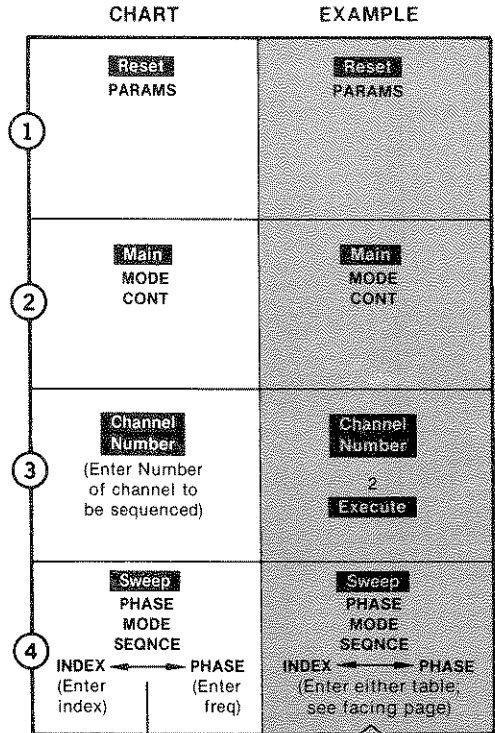 CHART EXAMPLE
Reset Reset
PARAMS PARAMS
1
Main Main
MODE MODE
CONT CONT
2
Channel Channel
Number Number
3
(Enter Number
of channel to 2
be sequenced) Execute
Sweep Sweep
PHASE PHASE
MODE MODE
SEQNCE SEQNCE
4
INDEX PHASE INDEX PHASE
(Enter (Enter (Enter either table,
index) freq) see facing page)